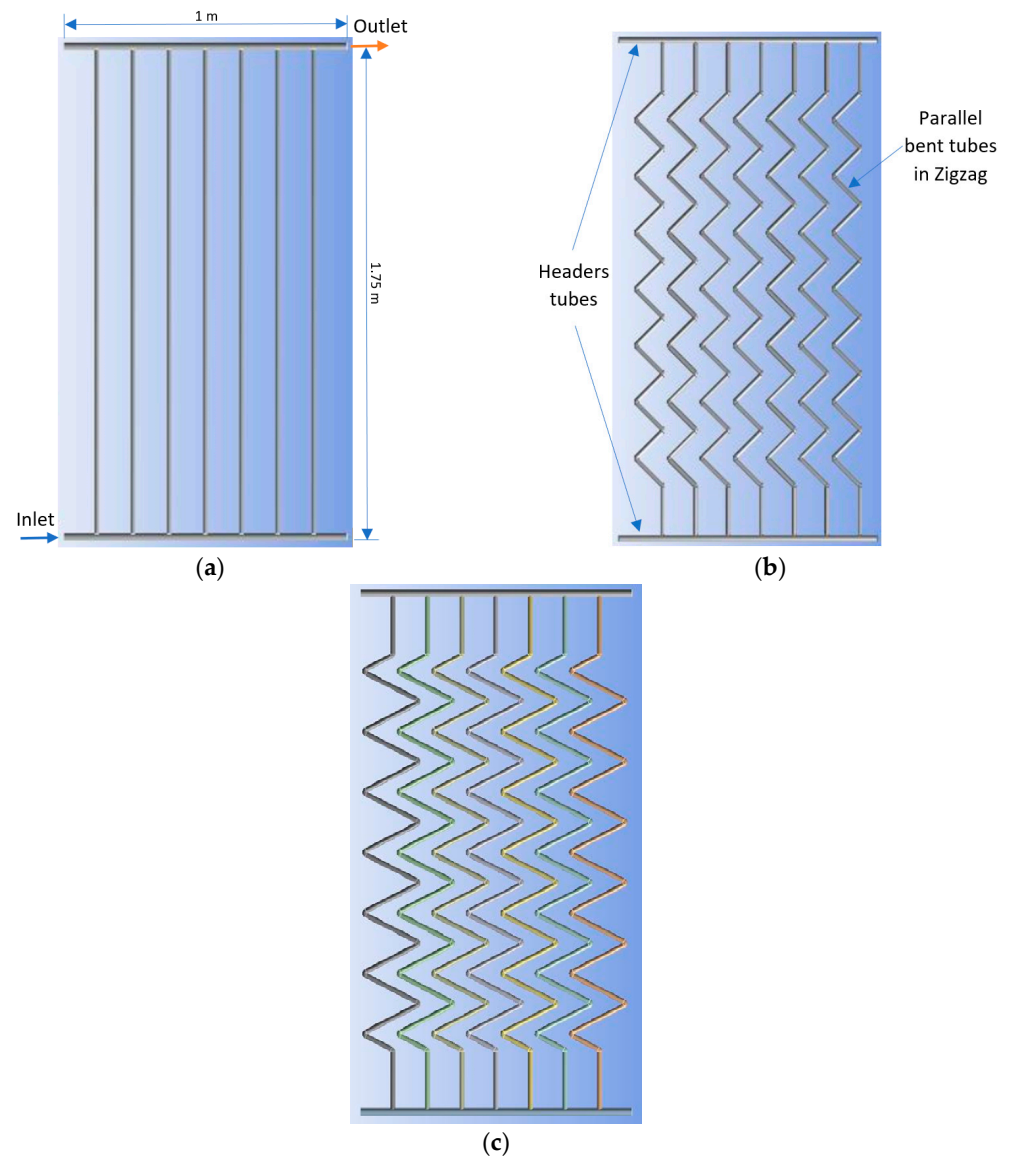 1 m
Outlet
1.75 m
Inlet
(a)
Parallel
bent tubes
in Zigzag
Headers
tubes
(b)
(c)